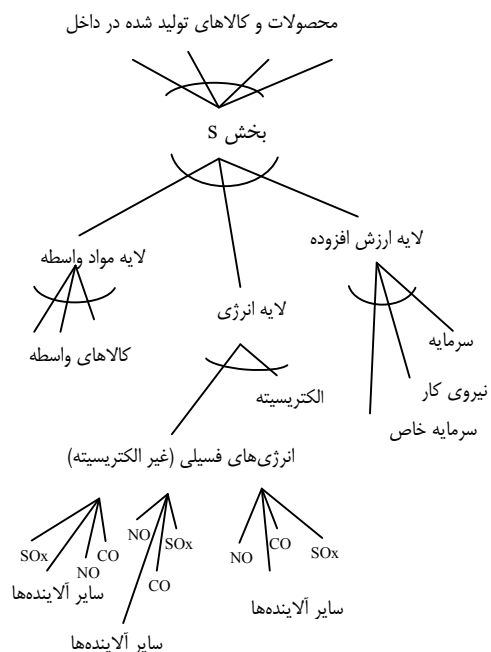 محصولات و کالاهای تولید شده در داخل
بخش S
لایه ارزش افزوده
لایه مواد واسطه
لایه انرژی
سرمایه
کالاهای واسطه
نیروی کار
الکتریسیته
سرمایه خاص
انرژی‌های فسیلی (غیر الکتریسیته)
SOx
NO
CO
NO
SOx
CO
NO
CO
SOx
سایر آلاینده‌ها
سایر آلاینده‌ها
سایر آلاینده‌ها